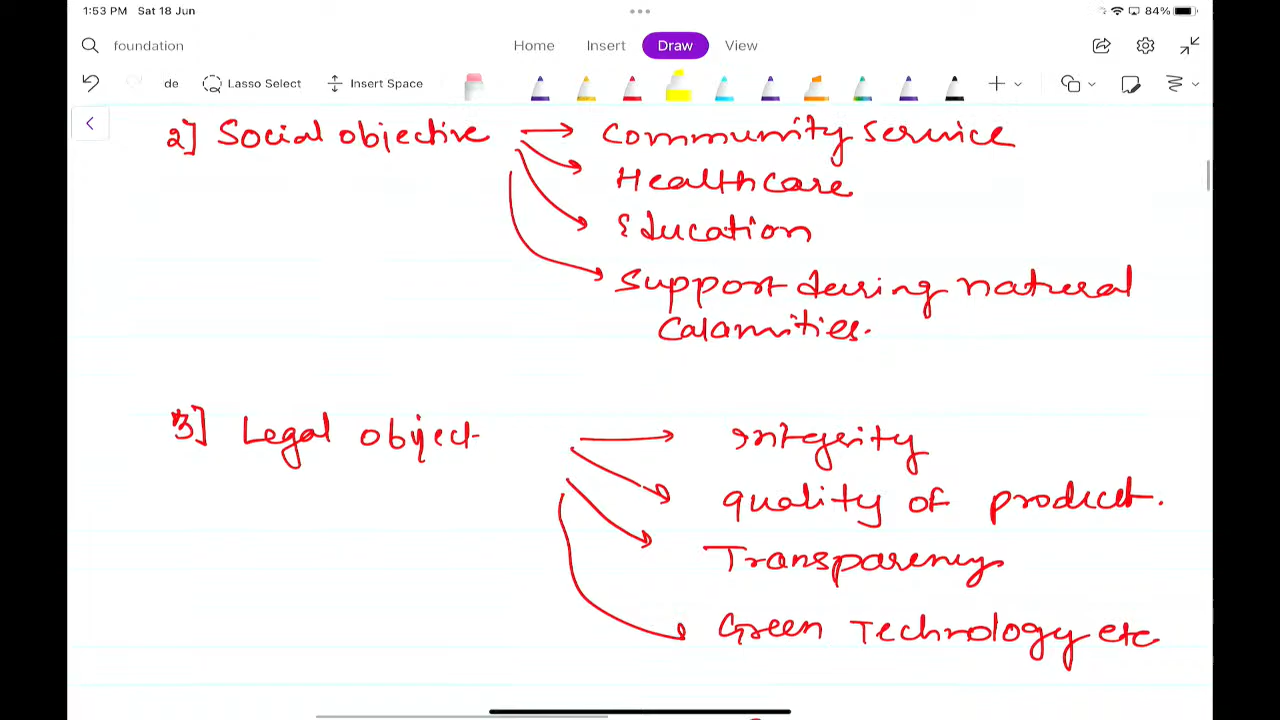 1:53 PM Sat 18 Jun
84%
foundation
Home Insert Draw View
de Lasso Select Insert Space
2] Social objective → Community service
Healthcare
Education
Support during natural
Calamities.
3] Legal object → Integerity
quality of product.
Transparency
Green Technology etc